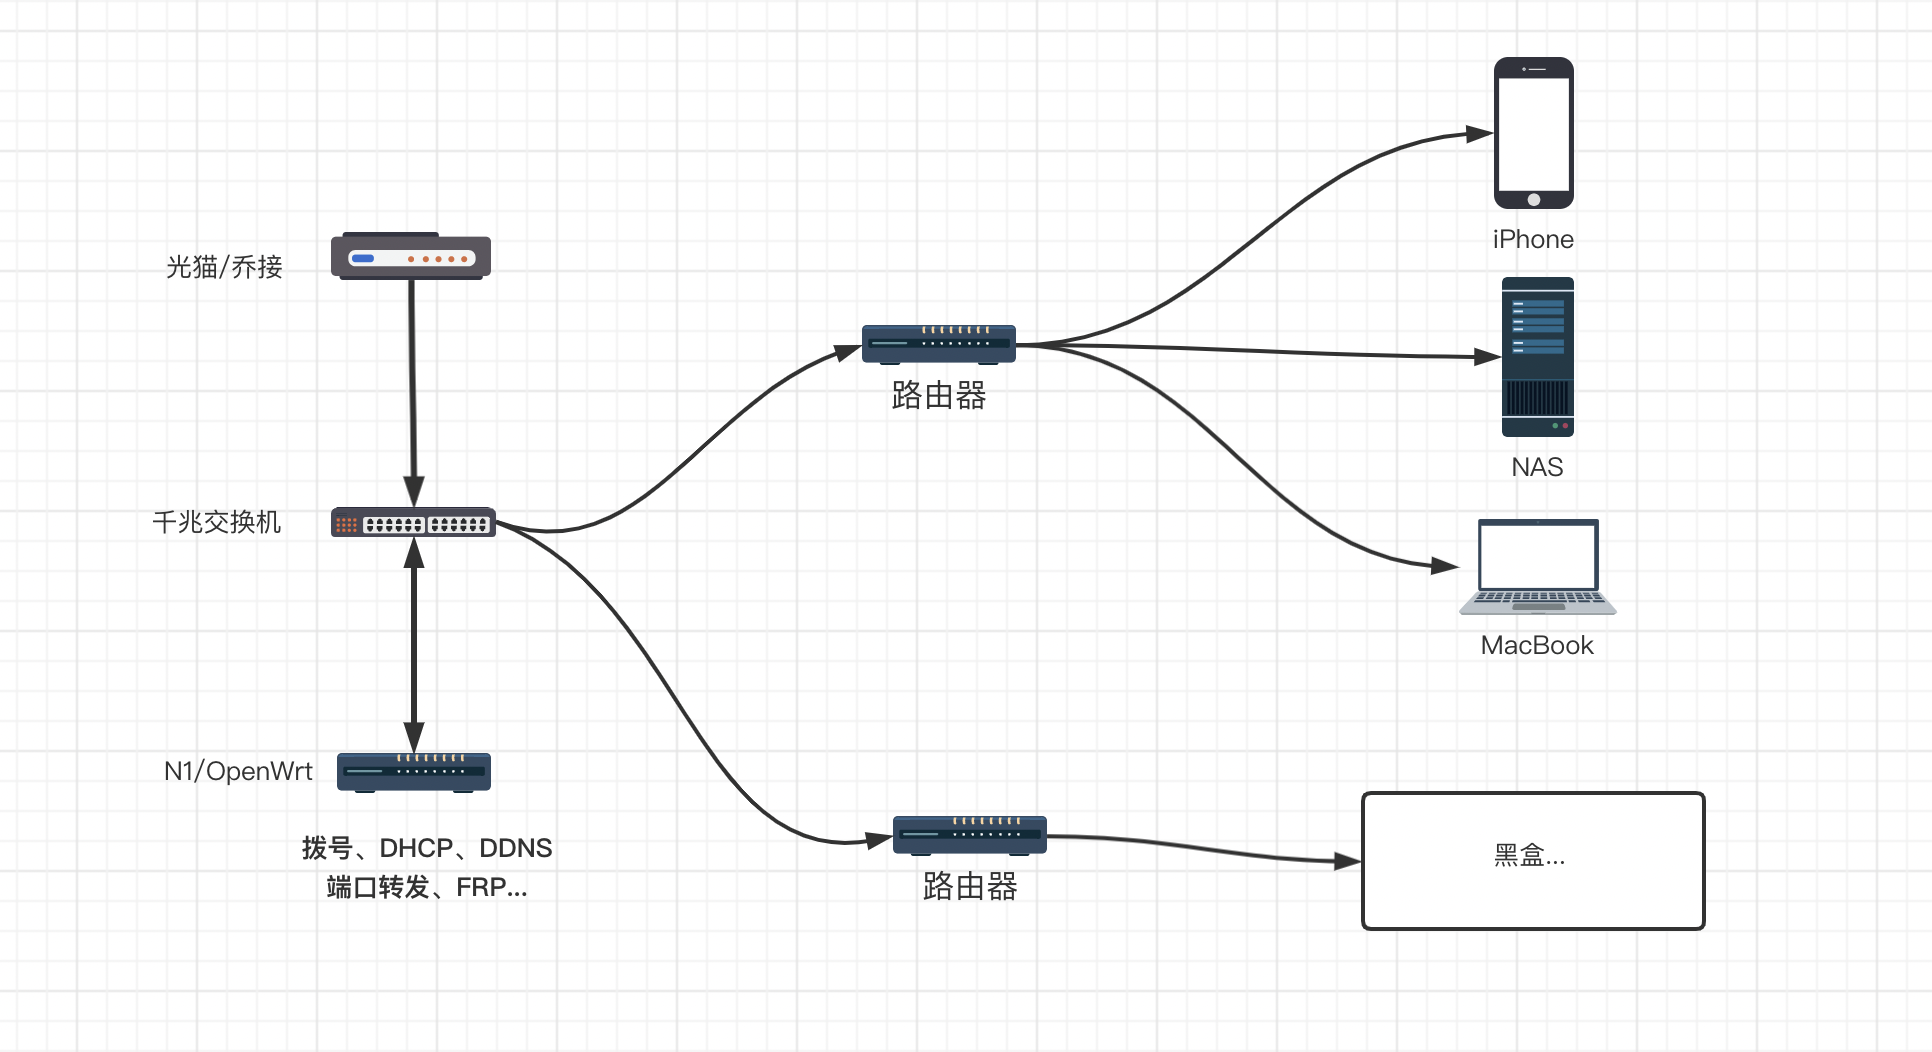 iPhone
光猫/乔接
路由器
NAS
千兆交换机
MacBook
N1/OpenWrt
拨号、DHCP、DDNS
端口转发、FRP...
路由器
黑盒...